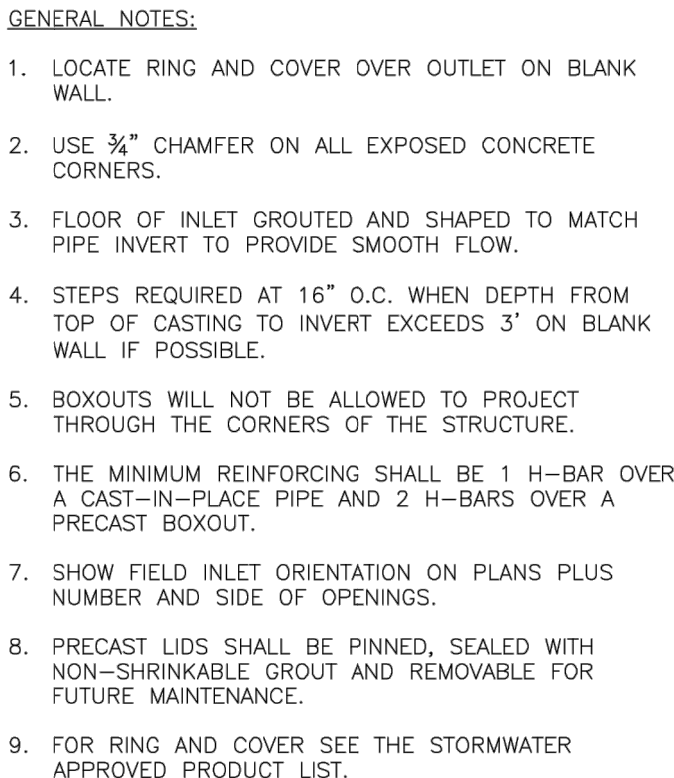 GENERAL NOTES:
1. LOCATE RING AND COVER OVER OUTLET ON BLANK
WALL.
2. USE ¾" CHAMFER ON ALL EXPOSED CONCRETE
CORNERS.
3. FLOOR OF INLET GROUTED AND SHAPED TO MATCH
PIPE INVERT TO PROVIDE SMOOTH FLOW.
4. STEPS REQUIRED AT 16" O.C. WHEN DEPTH FROM
TOP OF CASTING TO INVERT EXCEEDS 3' ON BLANK
WALL IF POSSIBLE.
5. BOXOUTS WILL NOT BE ALLOWED TO PROJECT
THROUGH THE CORNERS OF THE STRUCTURE.
6. THE MINIMUM REINFORCING SHALL BE 1 H-BAR OVER
A CAST-IN-PLACE PIPE AND 2 H-BARS OVER A
PRECAST BOXOUT.
7. SHOW FIELD INLET ORIENTATION ON PLANS PLUS
NUMBER AND SIDE OF OPENINGS.
8. PRECAST LIDS SHALL BE PINNED, SEALED WITH
NON-SHRINKABLE GROUT AND REMOVABLE FOR
FUTURE MAINTENANCE.
9. FOR RING AND COVER SEE THE STORMWATER
APPROVED PRODUCT LIST.